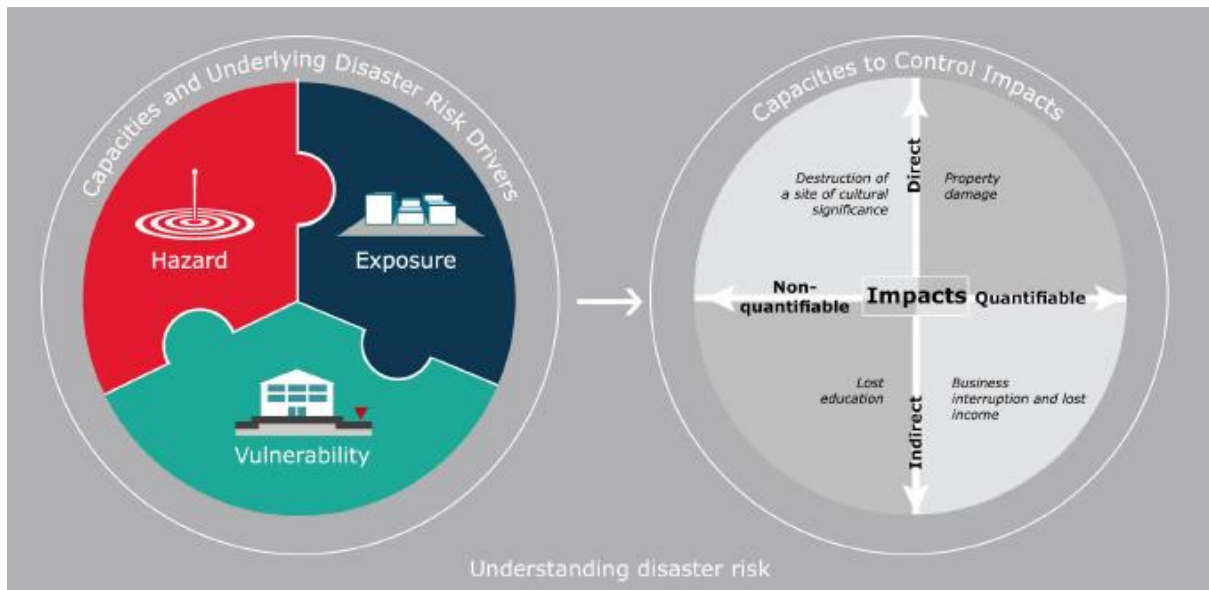 Capacities and Underlying Disaster Risk Drivers
Hazard
Exposure
Vulnerability
Capacities to Control Impacts
Direct
Destruction of
a site of cultural
significance
Property
damage
Non-
quantifiable
Impacts
Quantifiable
Lost
education
Business
interruption and lost
income
Indirect
Understanding disaster risk